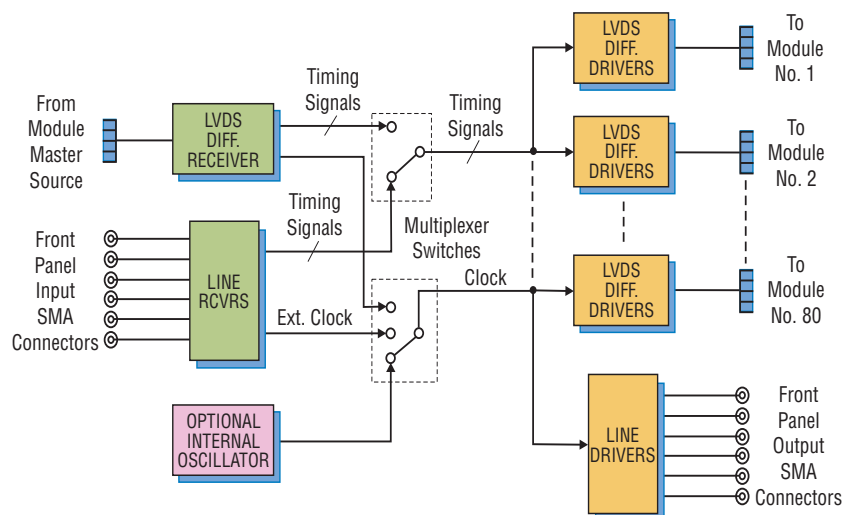 From
Module
Master
Source
LVDS
DIFF.
RECEIVER
Timing
Signals
Front
Panel
Input
SMA
Connectors
LINE
RCVRS
Timing
Signals
Ext. Clock
OPTIONAL
INTERNAL
OSCILLATOR
Multiplexer
Switches
Timing
Signals
Clock
LVDS
DIFF.
DRIVERS
To
Module
No. 1
LVDS
DIFF.
DRIVERS
To
Module
No. 2
LVDS
DIFF.
DRIVERS
To
Module
No. 80
LINE
DRIVERS
Front
Panel
Output
SMA
Connectors